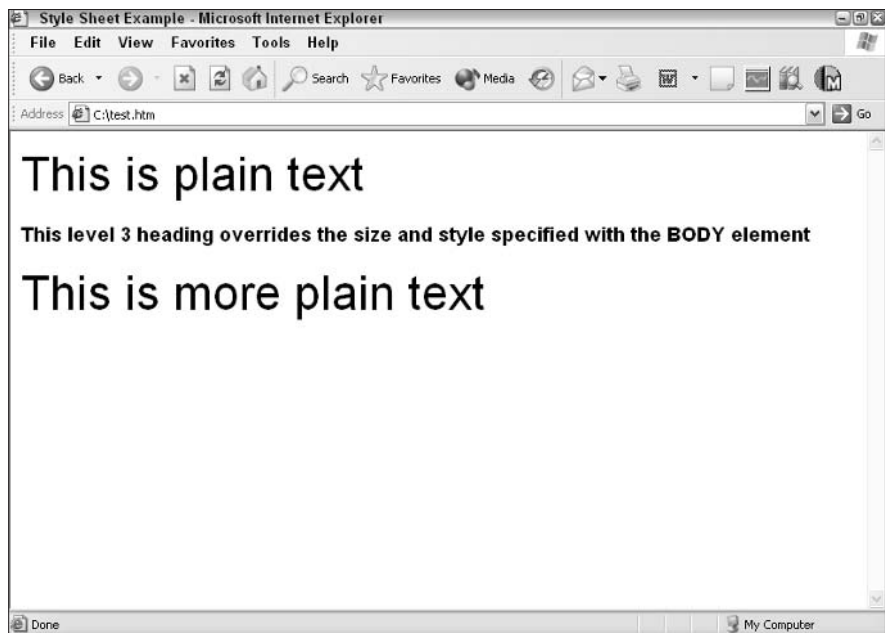 Style Sheet Example - Microsoft Internet Explorer
File Edit View Favorites Tools Help
Back Search Favorites Media
Address C:\test.htm Go
This is plain text
This level 3 heading overrides the size and style specified with the BODY element
This is more plain text
Done My Computer